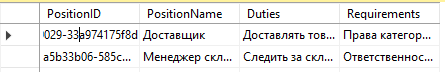 PositionID PositionName Duties Requirements
029-33a974175f8d Доставщик Доставлять тов... Права категор...
a5b33b06-585c... Менеджер скл... Следить за скл... Ответственнос...